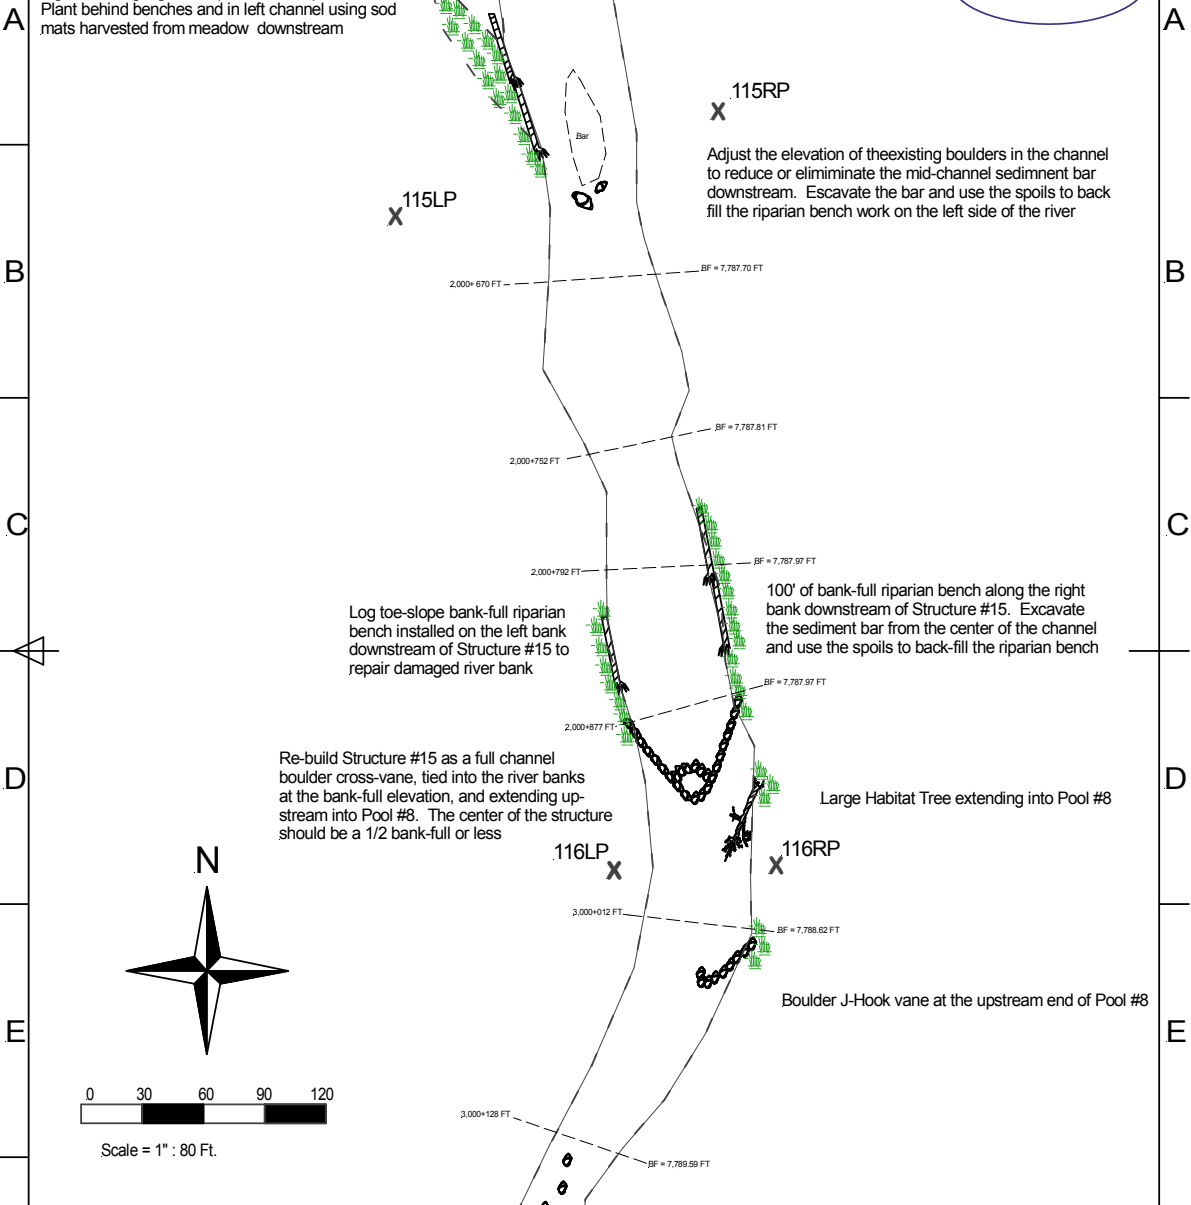 A
A
Plant behind benches and in left channel using sod
mats harvested from meadow downstream
115RP
Bar
Adjust the elevation of theexisting boulders in the channel
to reduce or elimiminate the mid-channel sedimnent bar
downstream. Escavate the bar and use the spoils to back
fill the riparian bench work on the left side of the river
115LP
B
B
BF = 7,787.70 FT
2,000+ 670 FT
BF = 7,787.81 FT
2,000+752 FT
C
C
BF = 7,787.97 FT
2,000+792 FT
100' of bank-full riparian bench along the right
bank downstream of Structure #15. Excavate
the sediment bar from the center of the channel
and use the spoils to back-fill the riparian bench
Log toe-slope bank-full riparian
bench installed on the left bank
downstream of Structure #15 to
repair damaged river bank
BF = 7,787.97 FT
2,000+877 FT
Re-build Structure #15 as a full channel
boulder cross-vane, tied into the river banks
at the bank-full elevation, and extending up-
stream into Pool #8. The center of the structure
should be a 1/2 bank-full or less
D
D
Large Habitat Tree extending into Pool #8
116LP
116RP
N
3,000+012 FT
BF = 7,788.62 FT
Boulder J-Hook vane at the upstream end of Pool #8
E
E
0 30 60 90 120
Scale = 1" : 80 Ft.
3,000+128 FT
BF = 7,789.59 FT